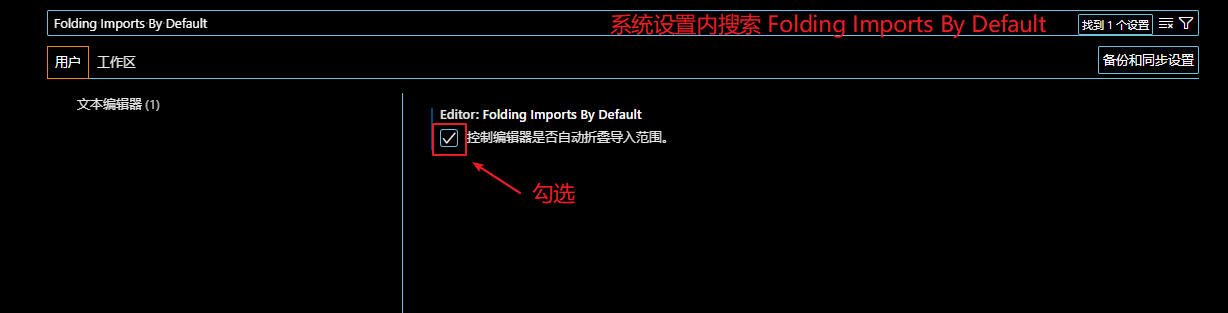 Folding Imports By Default
系统设置内搜索 Folding Imports By Default
找到 1 个设置
用户
工作区
备份和同步设置
文本编辑器 (1)
Editor: Folding Imports By Default
控制编辑器是否自动折叠导入范围。
勾选